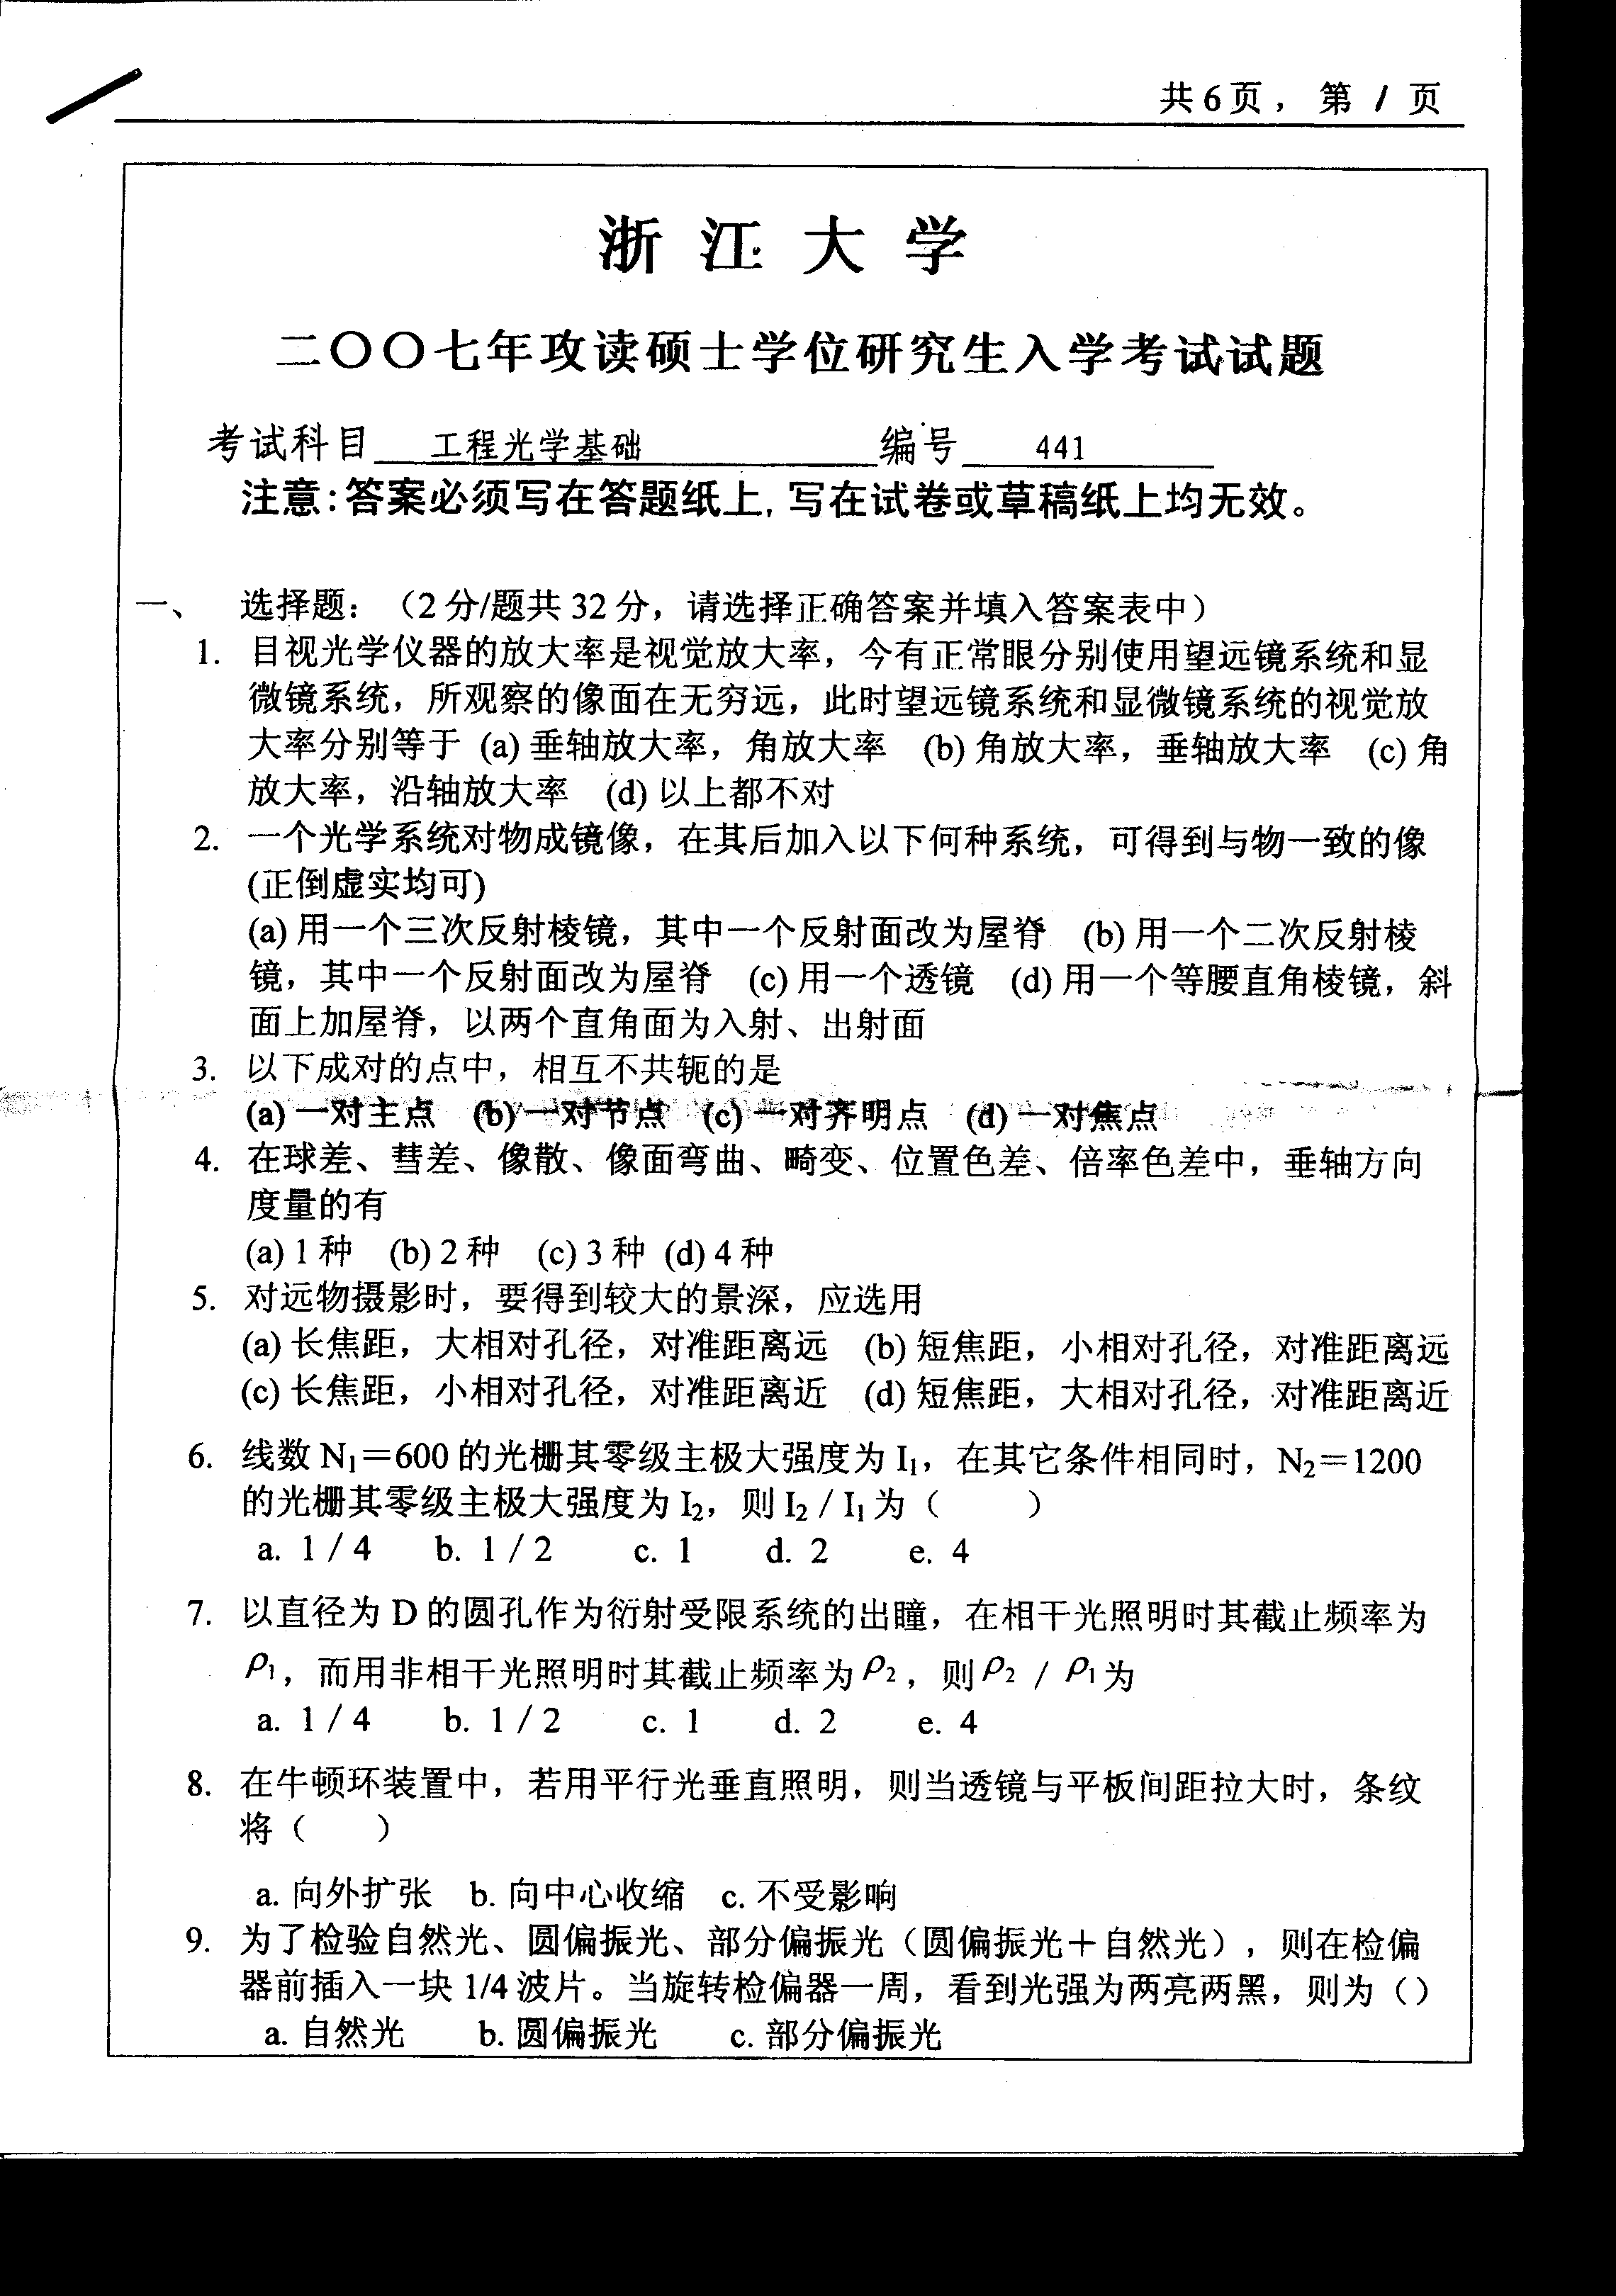 共6页，第1页
浙江大学
二〇〇七年攻读硕士学位研究生入学考试试题
考试科目 工程光学基础 编号 441
注意:答案必须写在答题纸上,写在试卷或草稿纸上均无效。
一、 选择题：（2分/题共32分，请选择正确答案并填入答案表中）
1. 目视光学仪器的放大率是视觉放大率，今有正常眼分别使用望远镜系统和显
微镜系统，所观察的像面在无穷远，此时望远镜系统和显微镜系统的视觉放
大率分别等于 (a) 垂轴放大率，角放大率 (b) 角放大率，垂轴放大率 (c) 角
放大率，沿轴放大率 (d) 以上都不对
2. 一个光学系统对物成镜像，在其后加入以下何种系统，可得到与物一致的像
(正倒虚实均可)
(a) 用一个三次反射棱镜，其中一个反射面改为屋脊 (b) 用一个二次反射棱
镜，其中一个反射面改为屋脊 (c) 用一个透镜 (d) 用一个等腰直角棱镜，斜
面上加屋脊，以两个直角面为入射、出射面
3. 以下成对的点中，相互不共轭的是
(a) 一对主点 (b) 一对节点 (c) 一对齐明点 (d) 一对焦点
4. 在球差、彗差、像散、像面弯曲、畸变、位置色差、倍率色差中，垂轴方向
度量的有
(a) 1种 (b) 2种 (c) 3种 (d) 4种
5. 对远物摄影时，要得到较大的景深，应选用
(a) 长焦距，大相对孔径，对准距离远 (b) 短焦距，小相对孔径，对准距离远
(c) 长焦距，小相对孔径，对准距离近 (d) 短焦距，大相对孔径，对准距离近
6. 线数 N₁＝600 的光栅其零级主极大强度为 I₁，在其它条件相同时，N₂＝1200
的光栅其零级主极大强度为 I₂，则 I₂ / I₁ 为（ ）
a. 1 / 4 b. 1 / 2 c. 1 d. 2 e. 4
7. 以直径为 D 的圆孔作为衍射受限系统的出瞳，在相干光照明时其截止频率为
ρ₁，而用非相干光照明时其截止频率为 ρ₂，则 ρ₂ / ρ₁ 为
a. 1 / 4 b. 1 / 2 c. 1 d. 2 e. 4
8. 在牛顿环装置中，若用平行光垂直照明，则当透镜与平板间距拉大时，条纹
将（ ）
a. 向外扩张 b. 向中心收缩 c. 不受影响
9. 为了检验自然光、圆偏振光、部分偏振光（圆偏振光＋自然光），则在检偏
器前插入一块 1/4 波片。当旋转检偏器一周，看到光强为两亮两黑，则为（）
a. 自然光 b. 圆偏振光 c. 部分偏振光